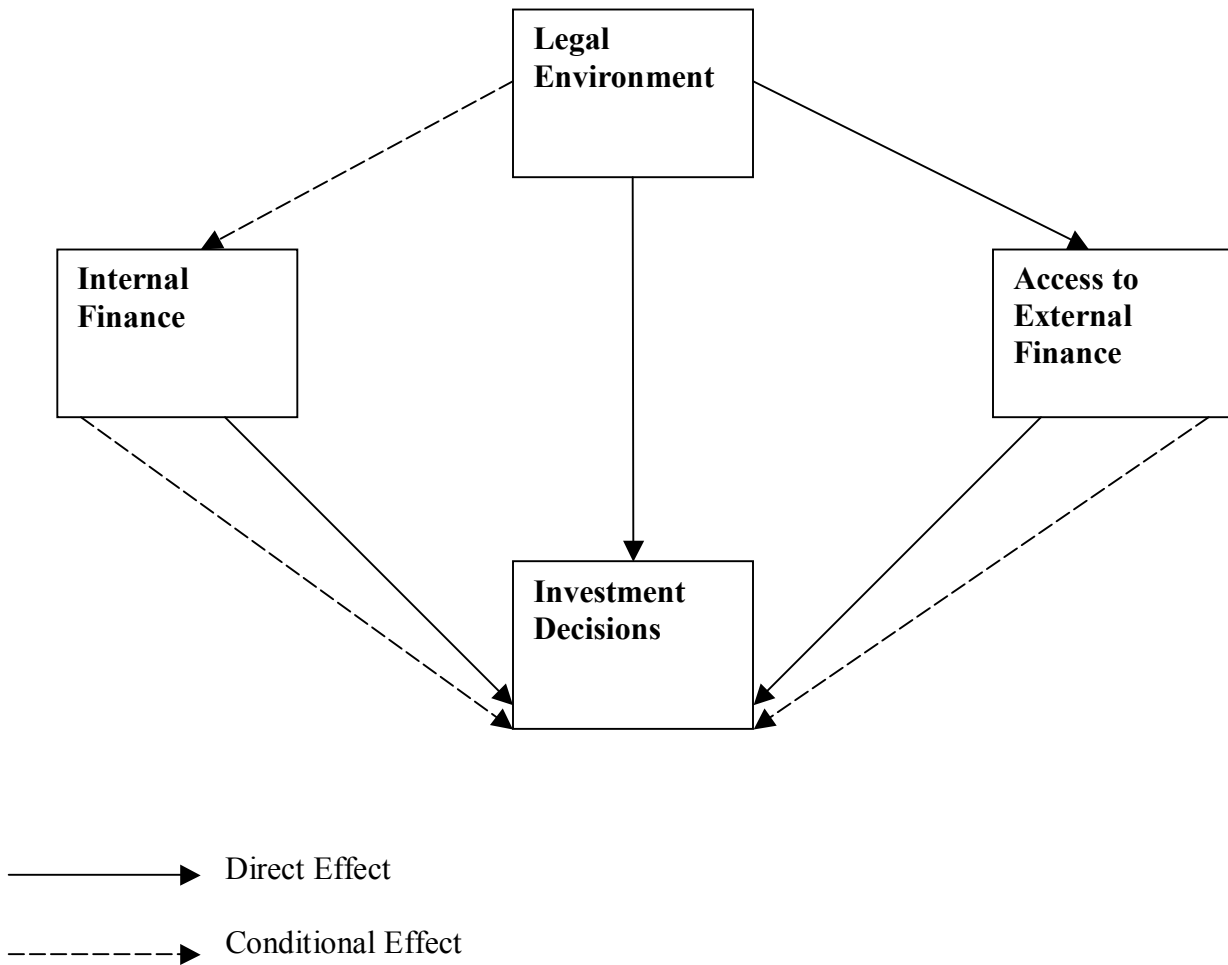 Legal
Environment
Internal
Finance
Access to
External
Finance
Investment
Decisions
Direct Effect
Conditional Effect